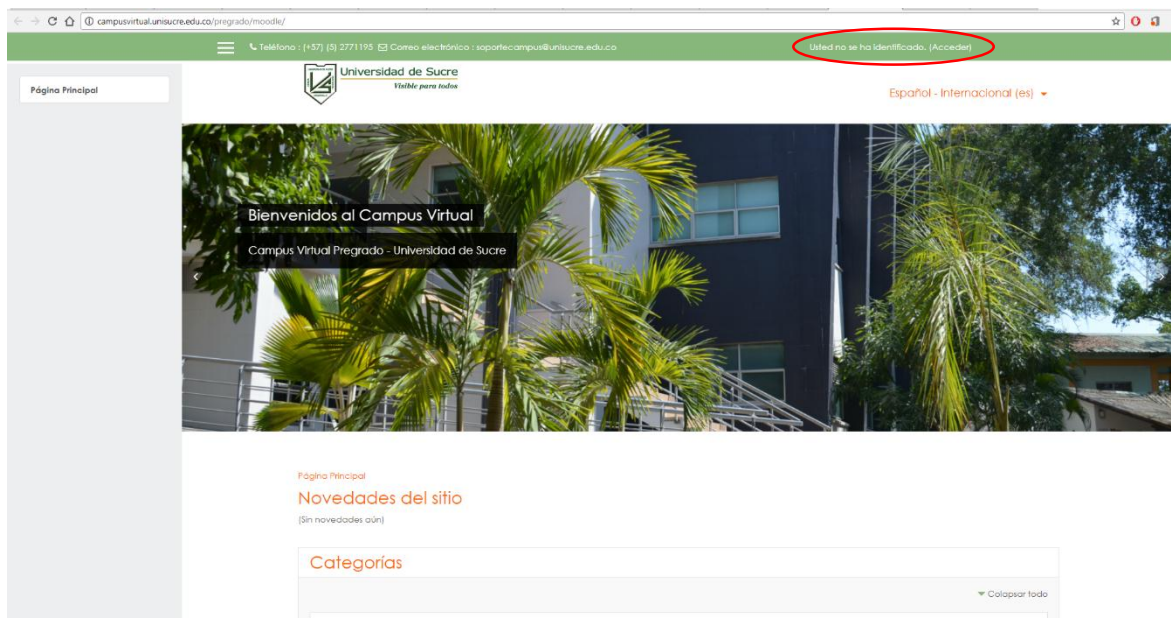 campusvirtual.unisucre.edu.co/pregrado/moodle/
Teléfono : (+57) (5) 2771195 Correo electrónico : soportecampus@unisucre.edu.co
Usted no se ha identificado. (Acceder)
Página Principal
Universidad de Sucre
Visible para todos
Español - Internacional (es)
Bienvenidos al Campus Virtual
Campus Virtual Pregrado - Universidad de Sucre
Página Principal
Novedades del sitio
(Sin novedades aún)
Categorías
Colapsar todo